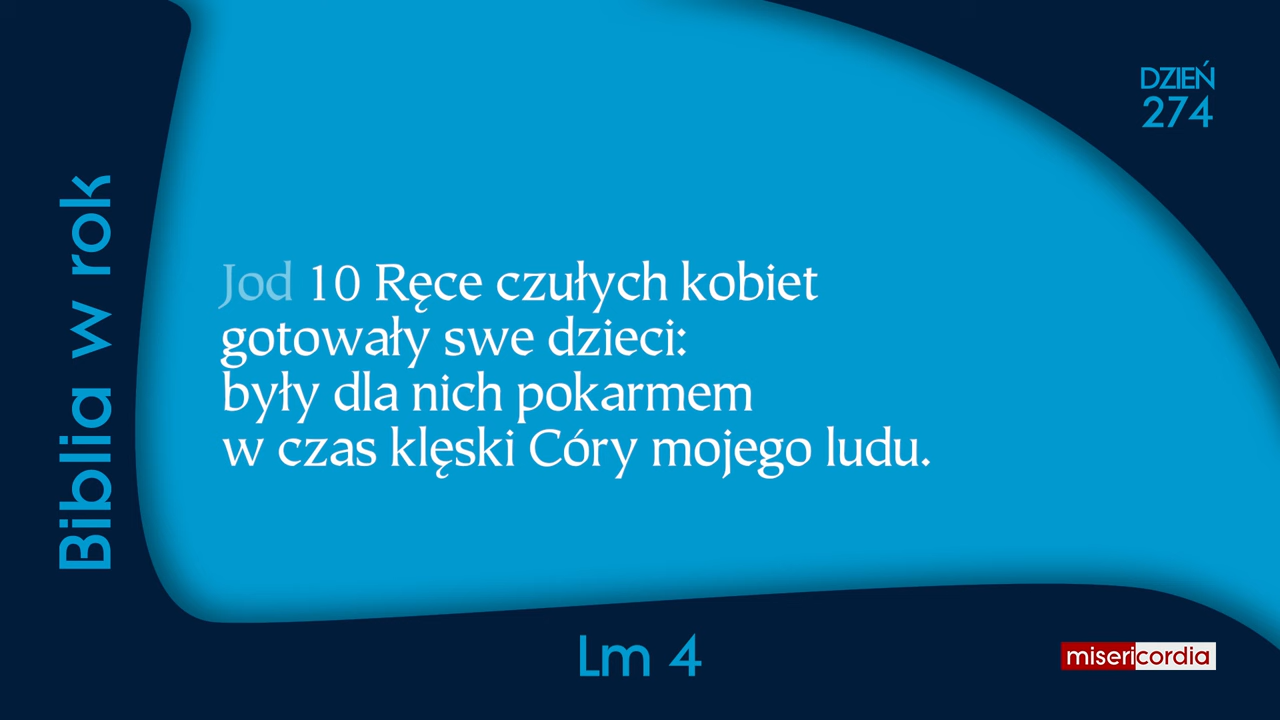 DZIEŃ
274
Biblia w rok
Jod 10 Ręce czułych kobiet
gotowały swe dzieci:
były dla nich pokarmem
w czas klęski Córy mojego ludu.
Lm 4
misericordia